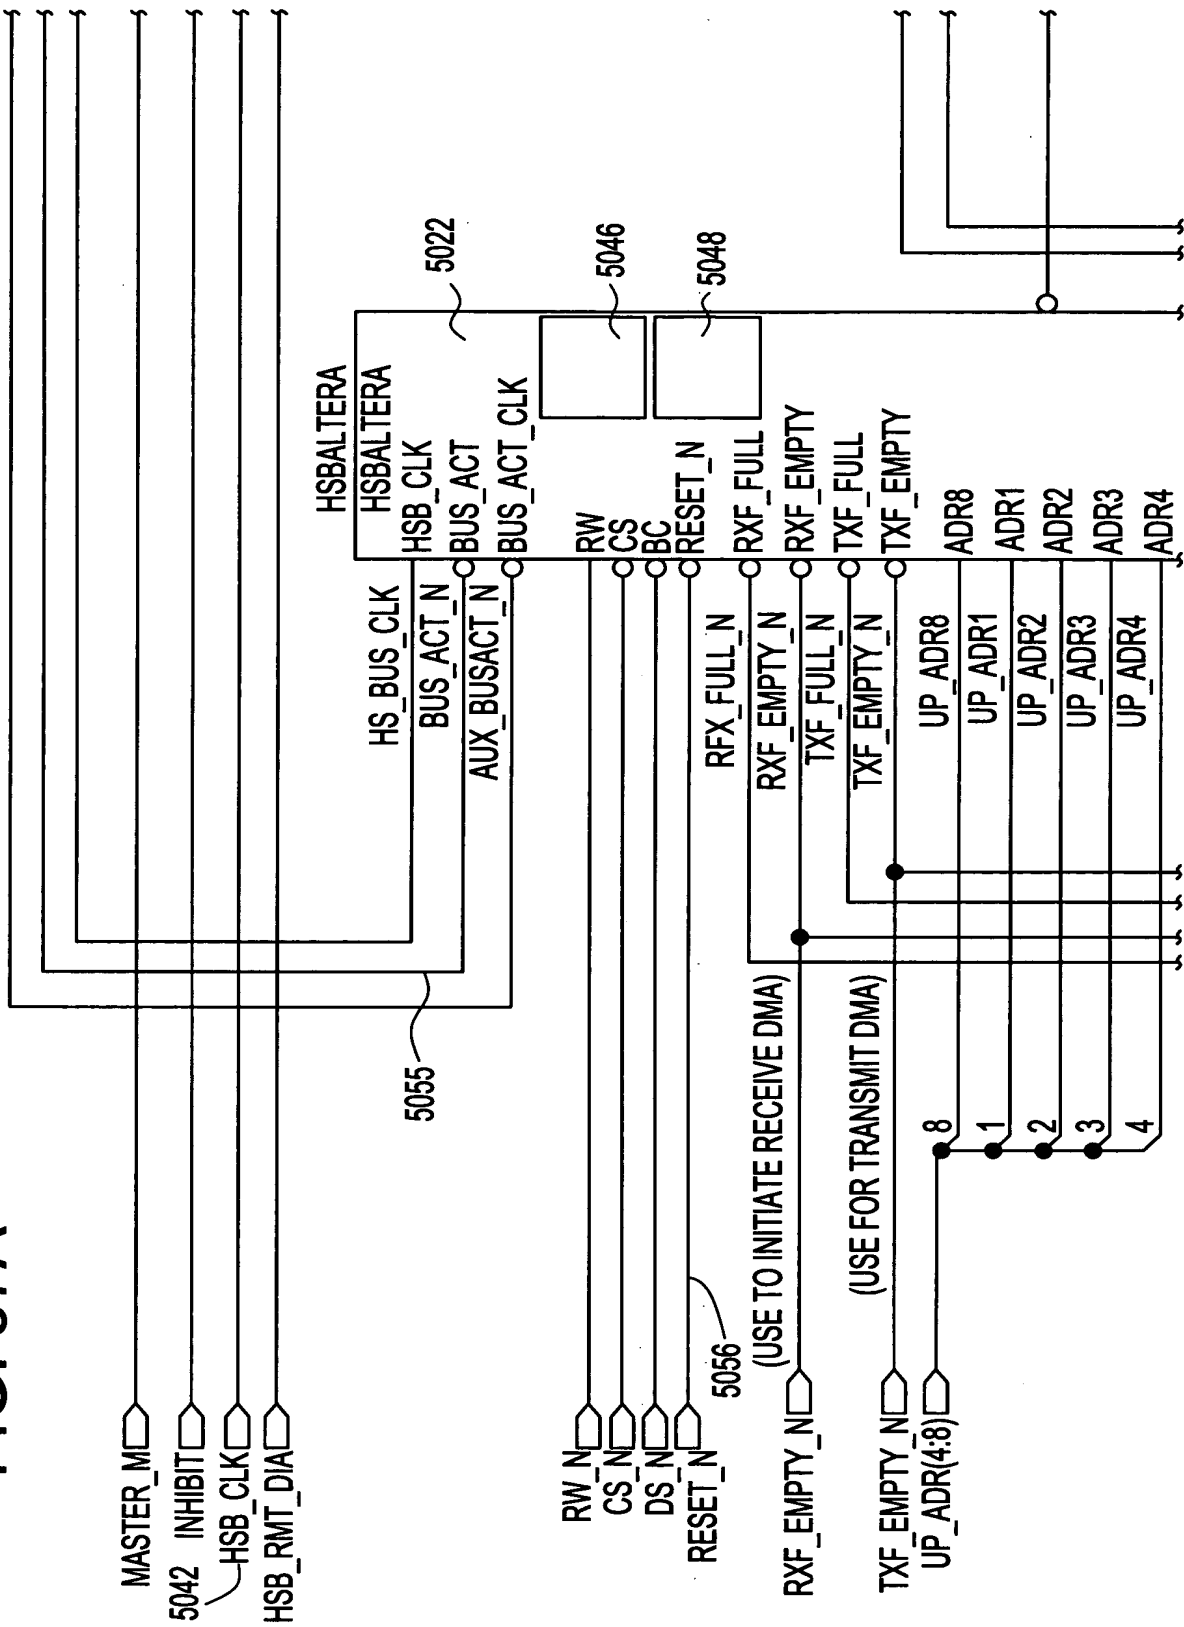 MASTER_M
INHIBIT
5042
HSB_CLK
HSB_RMT_DIA
5055
HSBALTERA
HSBALTERA
5022
HS_BUS_CLK
HSB_CLK
BUS_ACT_N
BUS_ACT
AUX_BUSACT_N
BUS_ACT_CLK
5046
5048
RW_N
RW
CS_N
CS
DS_N
BC
RESET_N
RESET_N
5056
RFX_FULL_N
RXF_FULL
(USE TO INITIATE RECEIVE DMA)
RXF_EMPTY_N
RXF_EMPTY_N
RXF_EMPTY
TXF_FULL_N
TXF_FULL
(USE FOR TRANSMIT DMA)
TXF_EMPTY_N
TXF_EMPTY_N
TXF_EMPTY
UP_ADR(4:8)
8
UP_ADR8
ADR8
1
UP_ADR1
ADR1
2
UP_ADR2
ADR2
3
UP_ADR3
ADR3
4
UP_ADR4
ADR4